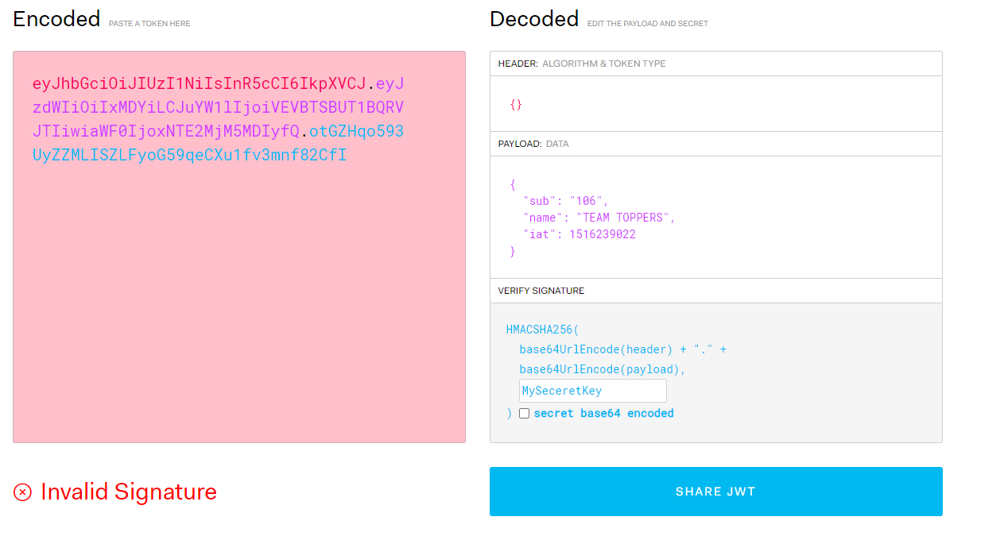 Encoded PASTE A TOKEN HERE
eyJhbGciOiJIUzI1NiIsInR5cCI6IkpXVCJ.eyJ
zdWIiOiIxMDYiLCJuYW1lIjoiVEVBTSBUT1BQRV
JTIiwiaWF0IjoxNTE2MjM5MDIyfQ.otGZHqo593
UyZZMLISZLFyoG59qeCXu1fv3mnf82CfI
Invalid Signature
Decoded EDIT THE PAYLOAD AND SECRET
HEADER: ALGORITHM & TOKEN TYPE
{}
PAYLOAD: DATA
{
"sub": "106",
"name": "TEAM TOPPERS",
"iat": 1516239022
}
VERIFY SIGNATURE
HMACSHA256(
base64UrlEncode(header) + "." +
base64UrlEncode(payload),
MySeceretKey
) secret base64 encoded
SHARE JWT